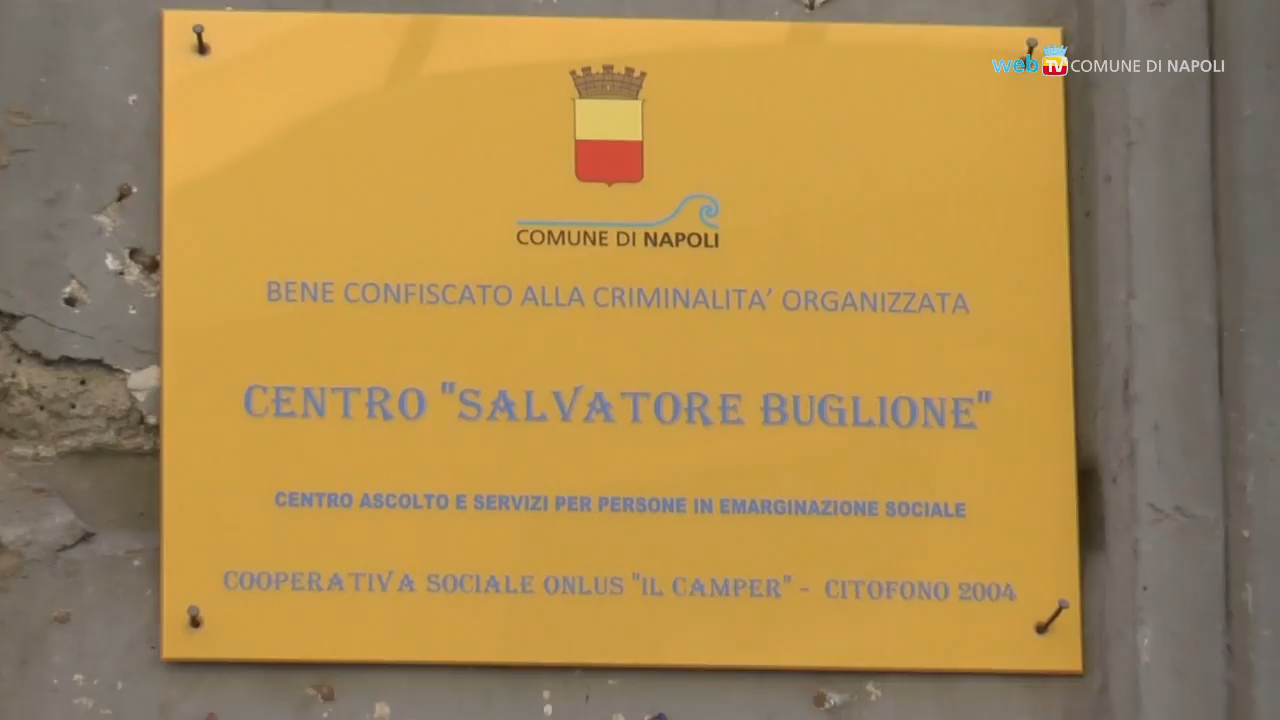 web TV COMUNE DI NAPOLI
COMUNE DI NAPOLI
BENE CONFISCATO ALLA CRIMINALITA' ORGANIZZATA
CENTRO "SALVATORE BUGLIONE"
CENTRO ASCOLTO E SERVIZI PER PERSONE IN EMARGINAZIONE SOCIALE
COOPERATIVA SOCIALE ONLUS "IL CAMPER" - CITOFONO 2004